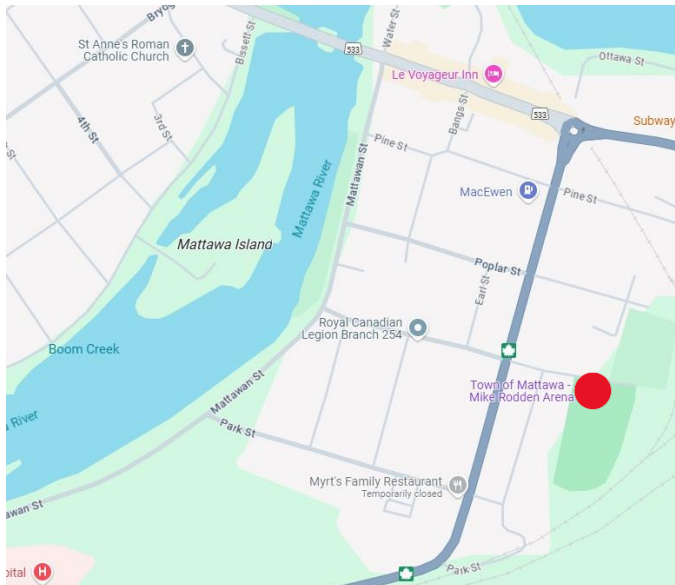 Bryd
St Anne's Roman
Catholic Church
Bissett St
Water St
533
Le Voyageur Inn
Ottawa St
Bangs St
533
Subway
4th St
3rd St
Pine St
MacEwen
Pine St
Mattawan St
Mattawa River
Mattawa Island
Poplar St
Earl St
Royal Canadian
Legion Branch 254
Boom Creek
Town of Mattawa -
Mike Rodden Arena
Mattawan St
River
Park St
Myrt's Family Restaurant
Temporarily closed
awan St
Park St
pital
H